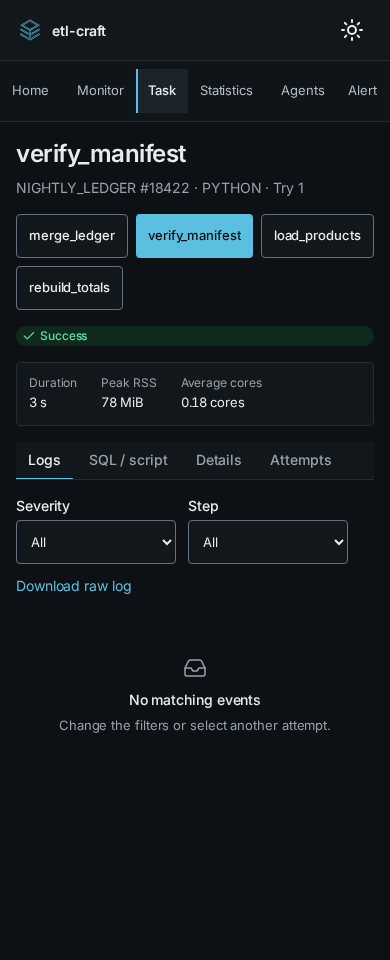 etl-craft
Home Monitor Task Statistics Agents Alert
verify_manifest
NIGHTLY_LEDGER #18422 · PYTHON · Try 1
merge_ledger verify_manifest load_products
rebuild_totals
Success
Duration Peak RSS Average cores
3 s 78 MiB 0.18 cores
Logs SQL / script Details Attempts
Severity Step
All All
Download raw log
No matching events
Change the filters or select another attempt.